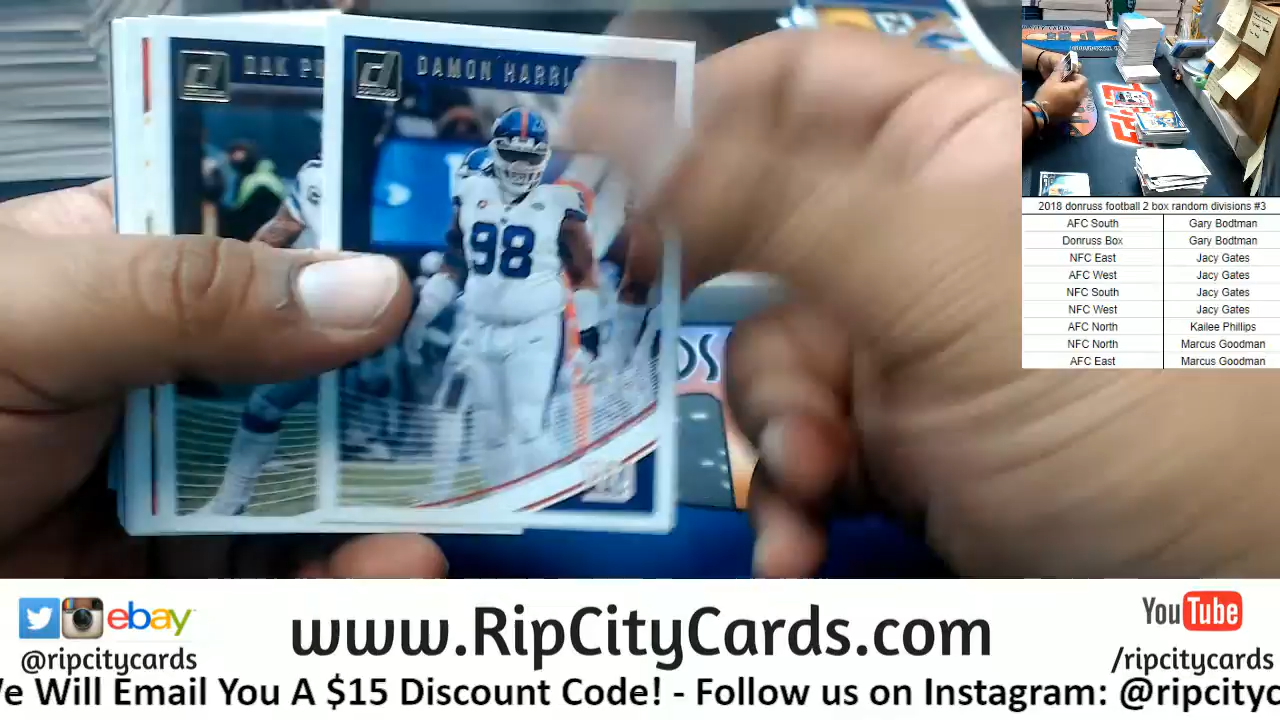 DAMON HARRI
DAK P
98
2018 donruss football 2 box random divisions #3
AFC South Gary Bodtman
Donruss Box Gary Bodtman
NFC East Jacy Gates
AFC West Jacy Gates
NFC South Jacy Gates
NFC West Jacy Gates
AFC North Kailee Phillips
NFC North Marcus Goodman
AFC East Marcus Goodman
ebay
@ripcitycards
www.RipCityCards.com
YouTube
/ripcitycards
e Will Email You A $15 Discount Code! - Follow us on Instagram: @ripcityc